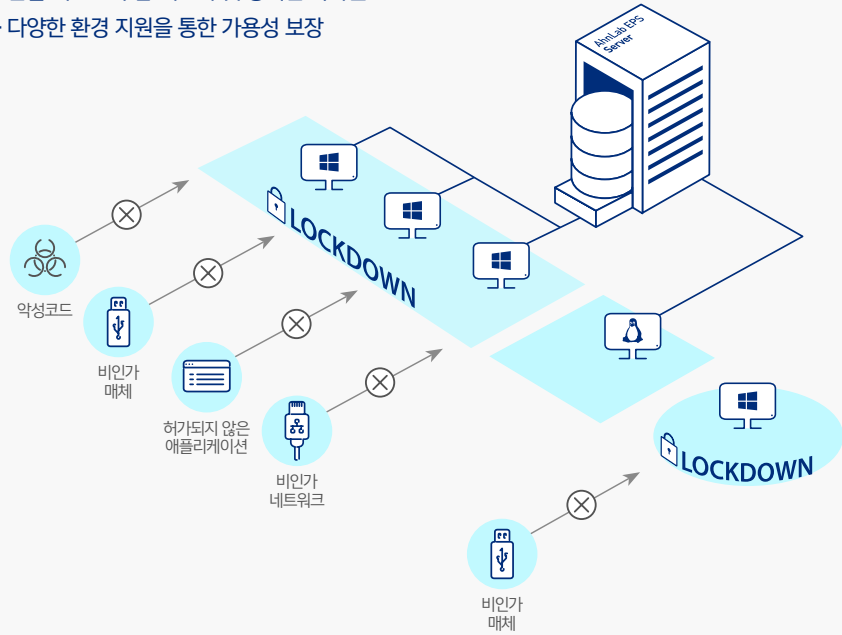 다양한 환경 지원을 통한 가용성 보장
AhnLab EPS
Server
LOCKDOWN
악성코드
비인가
매체
허가되지 않은
애플리케이션
비인가
네트워크
LOCKDOWN
비인가
매체